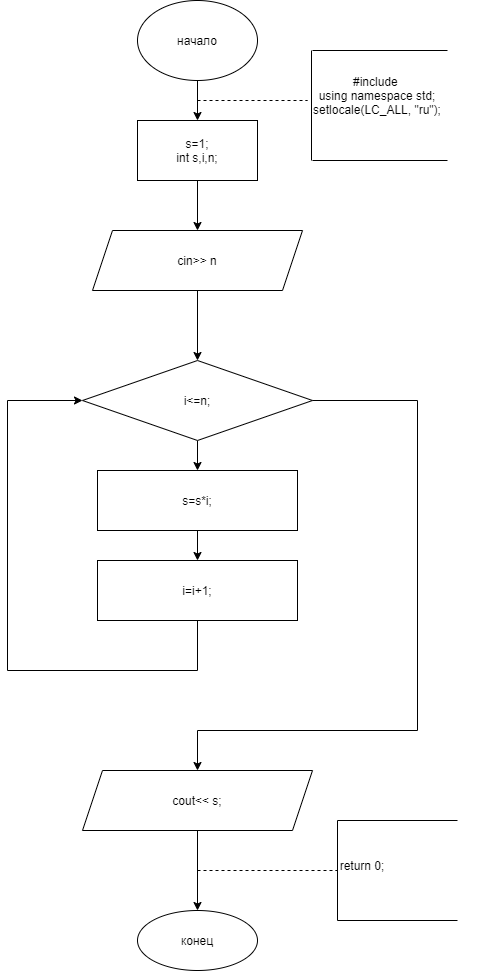 начало
#include
using namespace std;
setlocale(LC_ALL, "ru");
s=1;
int s,i,n;
cin>> n
i<=n;
s=s*i;
i=i+1;
cout<< s;
return 0;
конец